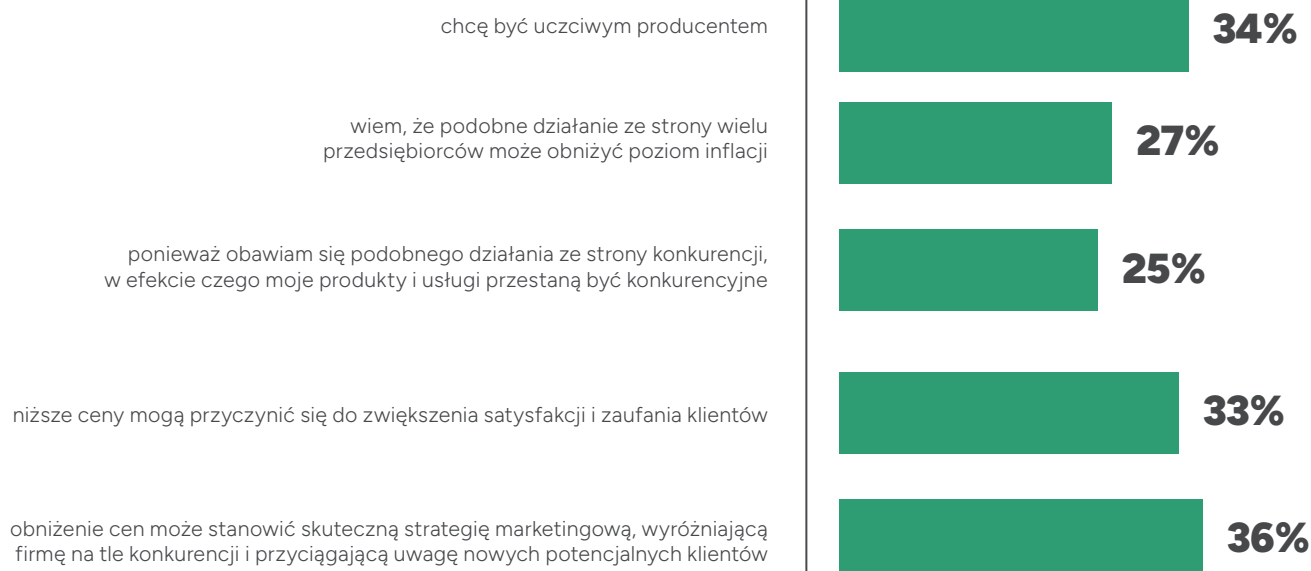 chcę być uczciwym producentem
34%
wiem, że podobne działanie ze strony wielu
przedsiębiorców może obniżyć poziom inflacji
27%
ponieważ obawiam się podobnego działania ze strony konkurencji,
w efekcie czego moje produkty i usługi przestaną być konkurencyjne
25%
niższe ceny mogą przyczynić się do zwiększenia satysfakcji i zaufania klientów
33%
obniżenie cen może stanowić skuteczną strategię marketingową, wyróżniającą
firmę na tle konkurencji i przyciągającą uwagę nowych potencjalnych klientów
36%